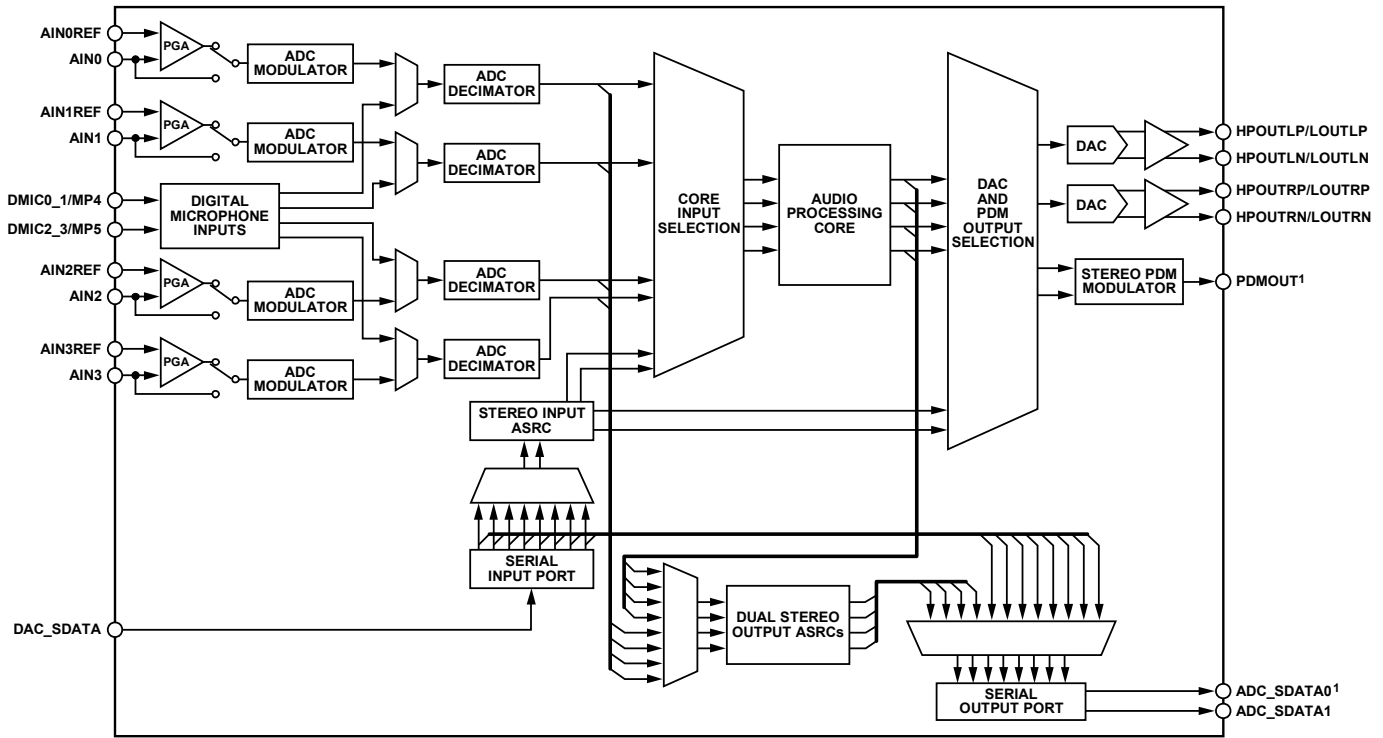 AIN0REF
AIN0
PGA
ADC
MODULATOR
ADC
DECIMATOR
AIN1REF
AIN1
PGA
ADC
MODULATOR
ADC
DECIMATOR
DMIC0_1/MP4
DMIC2_3/MP5
DIGITAL
MICROPHONE
INPUTS
AIN2REF
AIN2
PGA
ADC
MODULATOR
ADC
DECIMATOR
AIN3REF
AIN3
PGA
ADC
MODULATOR
ADC
DECIMATOR
CORE
INPUT
SELECTION
AUDIO
PROCESSING
CORE
DAC
AND
PDM
OUTPUT
SELECTION
DAC
HPOUTLP/LOUTLP
HPOUTLN/LOUTLN
DAC
HPOUTRP/LOUTRP
HPOUTRN/LOUTRN
STEREO PDM
MODULATOR
PDMOUT1
STEREO INPUT
ASRC
SERIAL
INPUT PORT
DAC_SDATA
DUAL STEREO
OUTPUT ASRCs
SERIAL
OUTPUT PORT
ADC_SDATA01
ADC_SDATA1